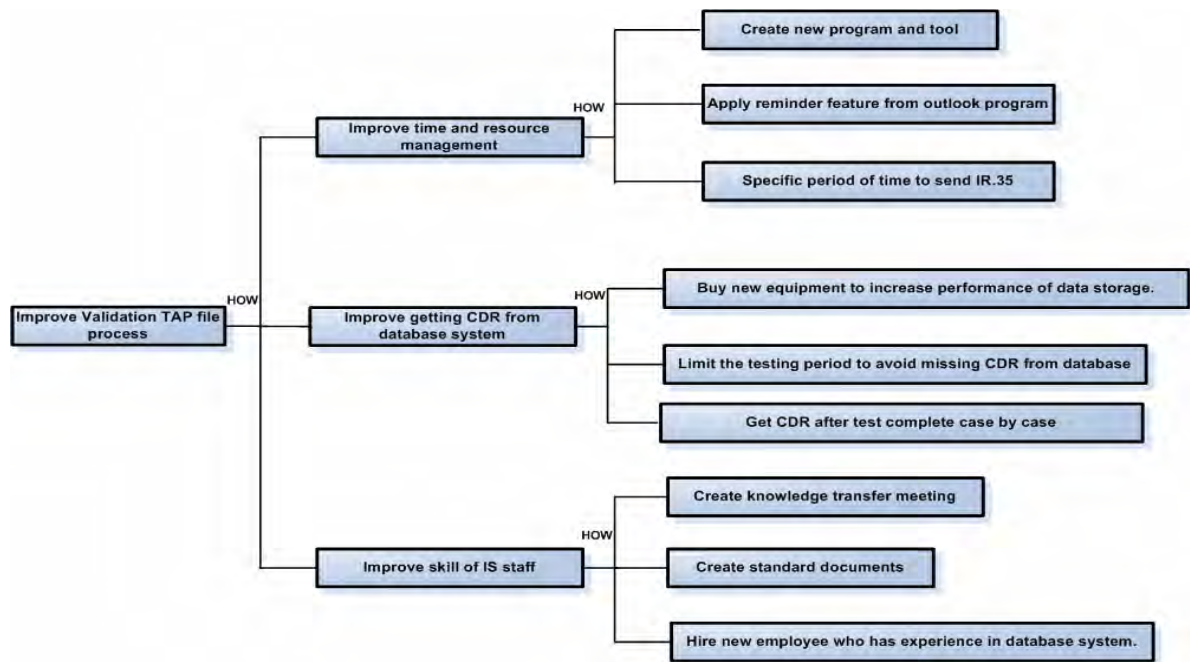 Create new program and tool
HOW
Apply reminder feature from outlook program
Improve time and resource
management
Specific period of time to send IR.35
HOW
Improve Validation TAP file
process
HOW
Buy new equipment to increase performance of data storage.
Improve getting CDR from
database system
Limit the testing period to avoid missing CDR from database
Get CDR after test complete case by case
Create knowledge transfer meeting
HOW
Improve skill of IS staff
Create standard documents
Hire new employee who has experience in database system.